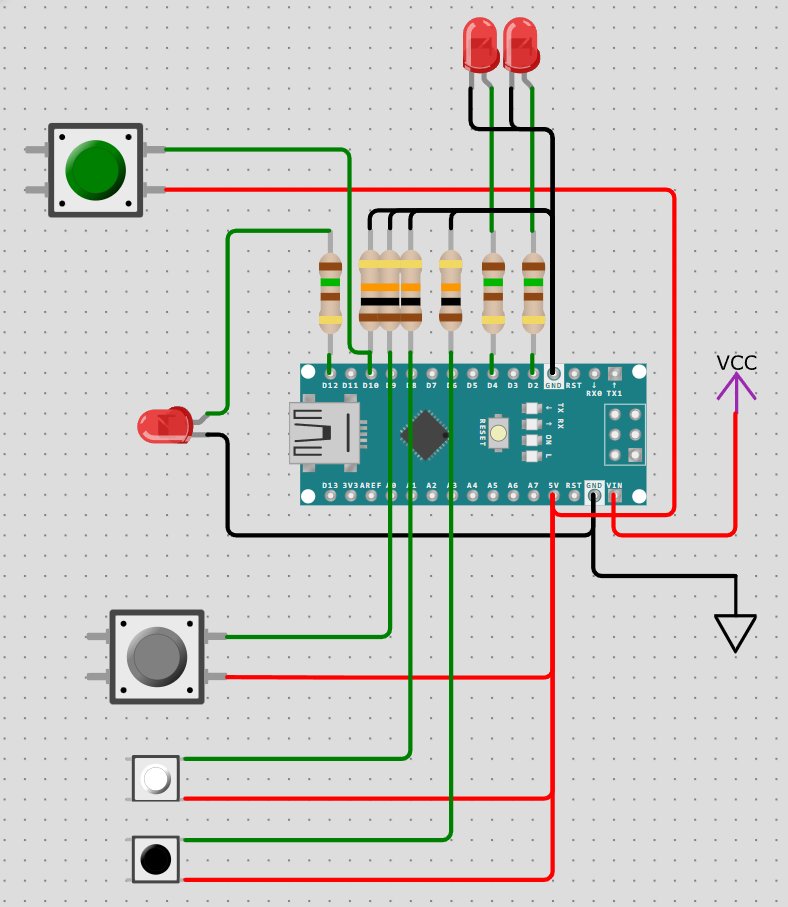 VCC
D12 D11 D10 D9 D8 D7 D6 D5 D4 D3 D2 GND RST ↓ ↑
RX0 TX1
RESET
TX RX
↓ ↑ ON L
D13 3V3 AREF A0 A1 A2 A3 A4 A5 A6 A7 5V RST GND VIN